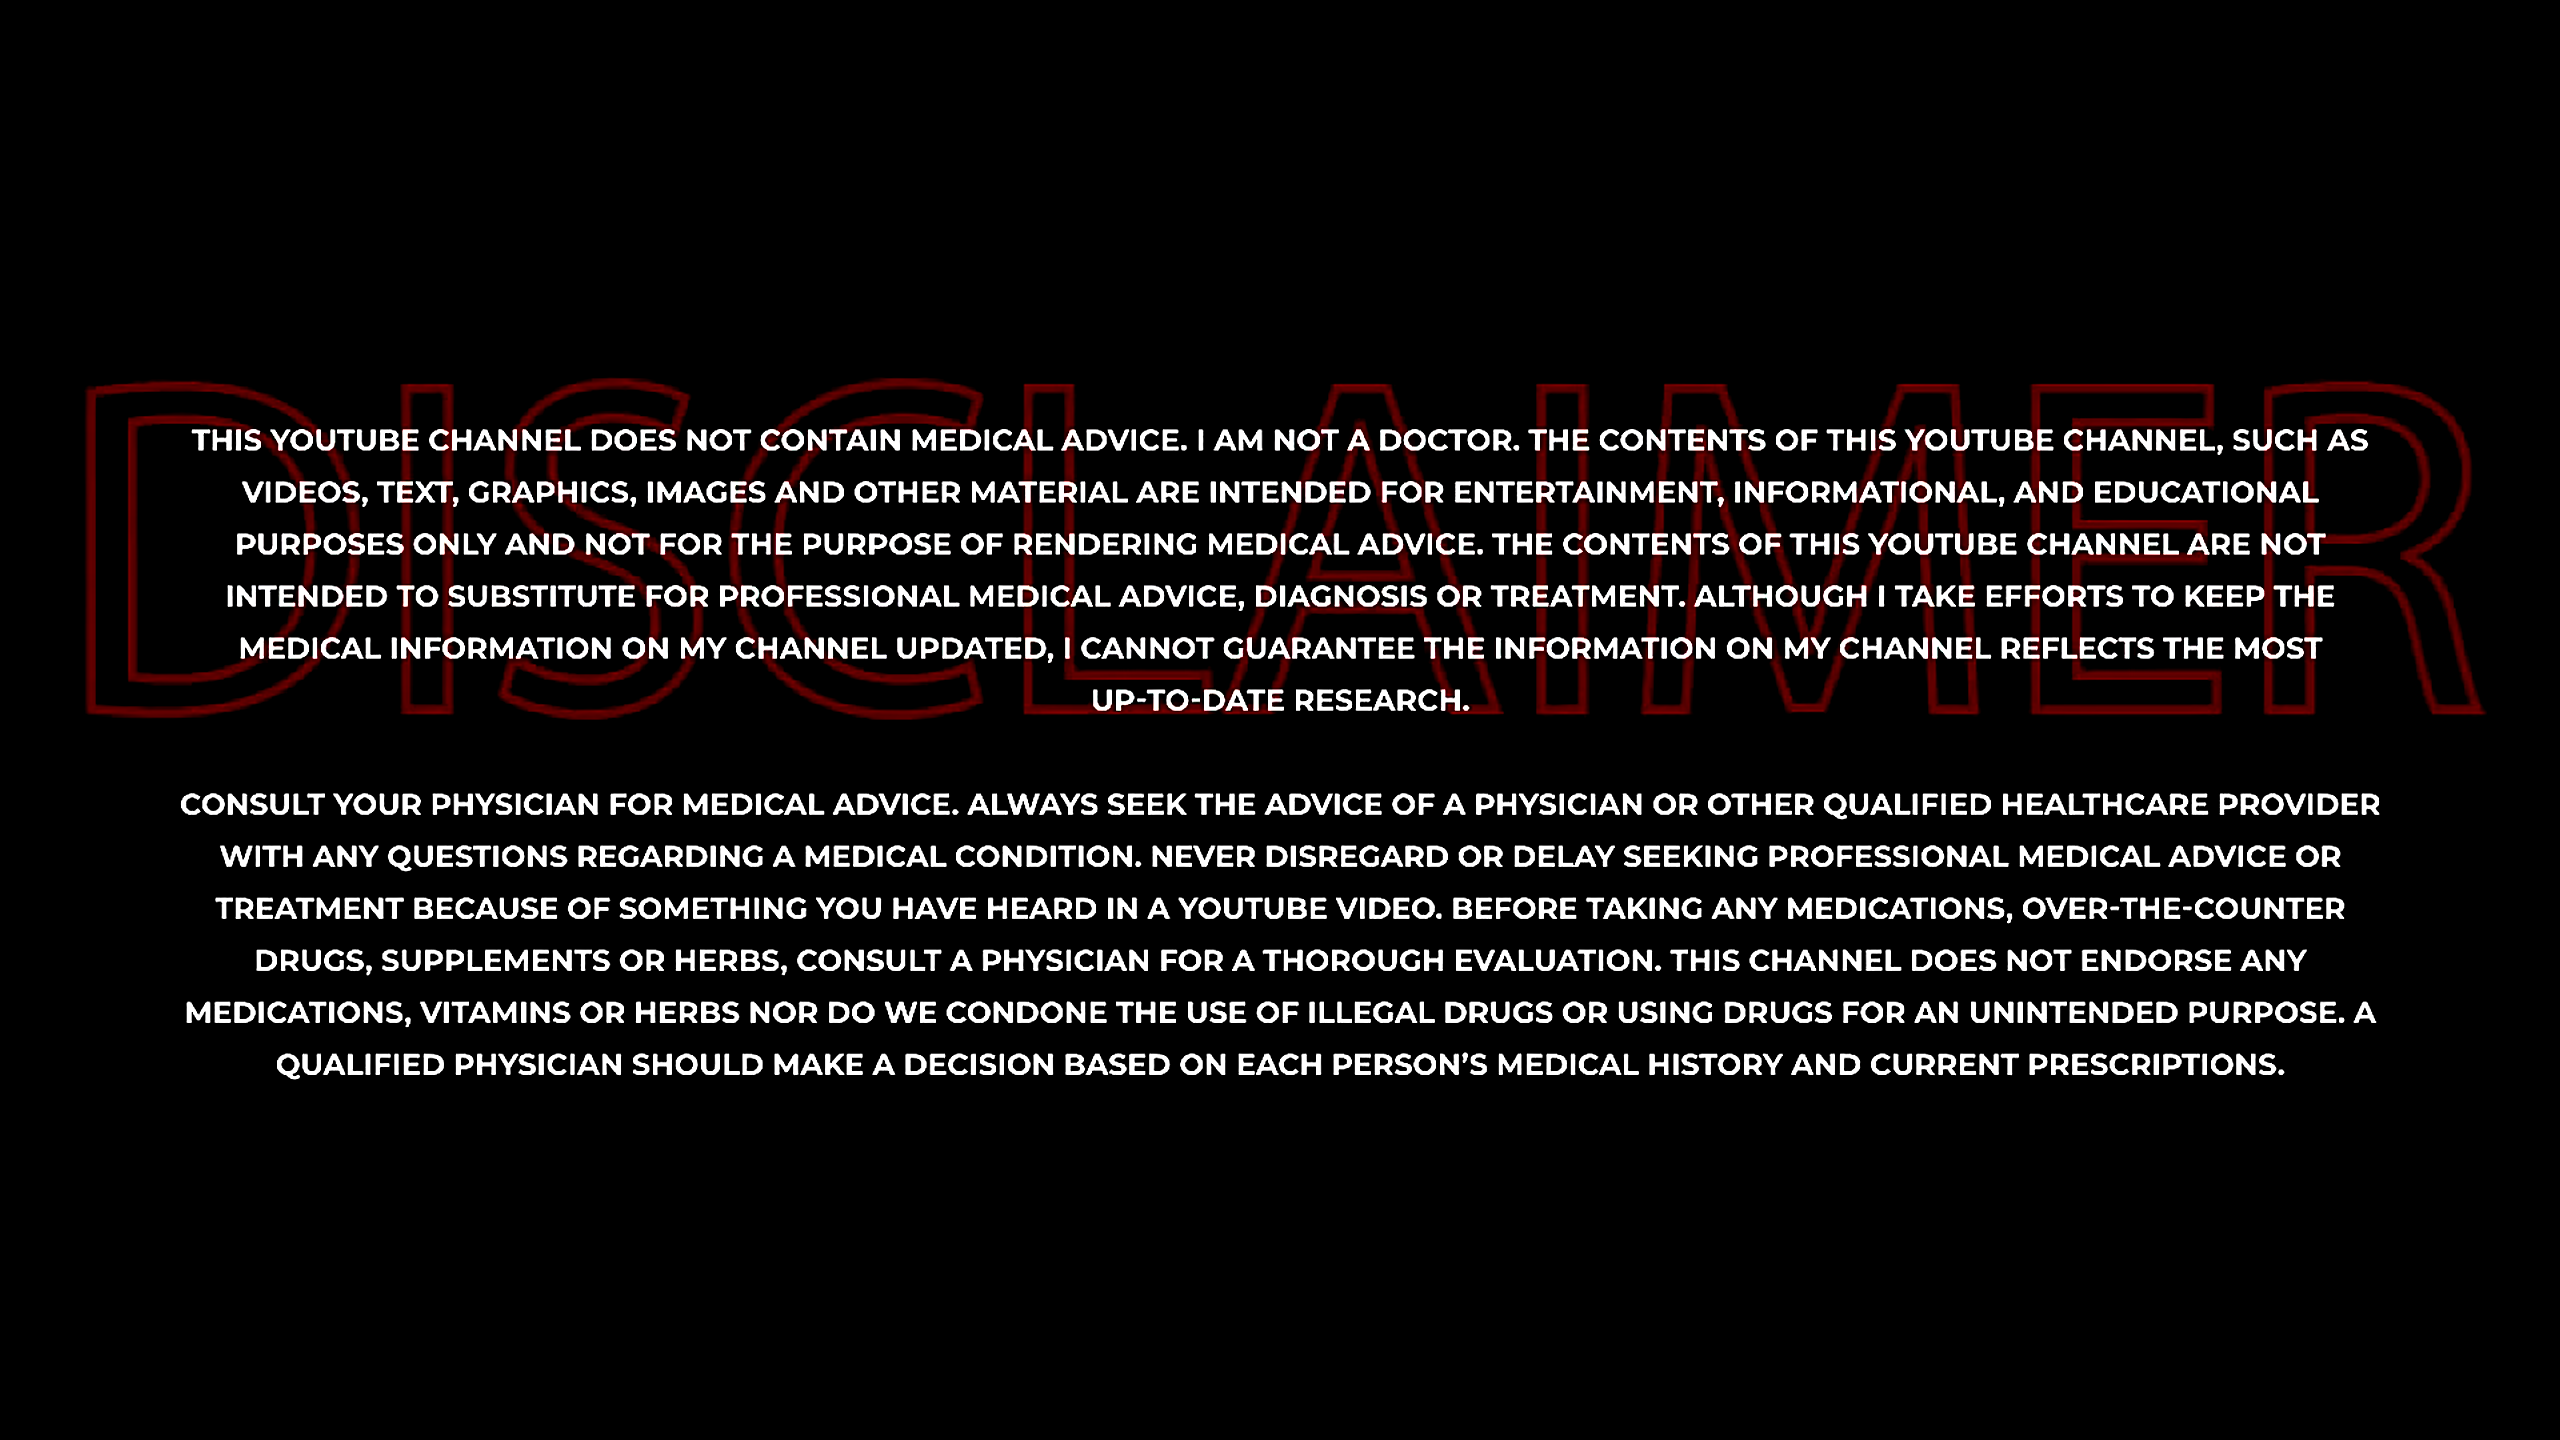 DISCLAIMER
THIS YOUTUBE CHANNEL DOES NOT CONTAIN MEDICAL ADVICE. I AM NOT A DOCTOR. THE CONTENTS OF THIS YOUTUBE CHANNEL, SUCH AS
VIDEOS, TEXT, GRAPHICS, IMAGES AND OTHER MATERIAL ARE INTENDED FOR ENTERTAINMENT, INFORMATIONAL, AND EDUCATIONAL
PURPOSES ONLY AND NOT FOR THE PURPOSE OF RENDERING MEDICAL ADVICE. THE CONTENTS OF THIS YOUTUBE CHANNEL ARE NOT
INTENDED TO SUBSTITUTE FOR PROFESSIONAL MEDICAL ADVICE, DIAGNOSIS OR TREATMENT. ALTHOUGH I TAKE EFFORTS TO KEEP THE
MEDICAL INFORMATION ON MY CHANNEL UPDATED, I CANNOT GUARANTEE THE INFORMATION ON MY CHANNEL REFLECTS THE MOST
UP-TO-DATE RESEARCH.
CONSULT YOUR PHYSICIAN FOR MEDICAL ADVICE. ALWAYS SEEK THE ADVICE OF A PHYSICIAN OR OTHER QUALIFIED HEALTHCARE PROVIDER
WITH ANY QUESTIONS REGARDING A MEDICAL CONDITION. NEVER DISREGARD OR DELAY SEEKING PROFESSIONAL MEDICAL ADVICE OR
TREATMENT BECAUSE OF SOMETHING YOU HAVE HEARD IN A YOUTUBE VIDEO. BEFORE TAKING ANY MEDICATIONS, OVER-THE-COUNTER
DRUGS, SUPPLEMENTS OR HERBS, CONSULT A PHYSICIAN FOR A THOROUGH EVALUATION. THIS CHANNEL DOES NOT ENDORSE ANY
MEDICATIONS, VITAMINS OR HERBS NOR DO WE CONDONE THE USE OF ILLEGAL DRUGS OR USING DRUGS FOR AN UNINTENDED PURPOSE. A
QUALIFIED PHYSICIAN SHOULD MAKE A DECISION BASED ON EACH PERSON’S MEDICAL HISTORY AND CURRENT PRESCRIPTIONS.